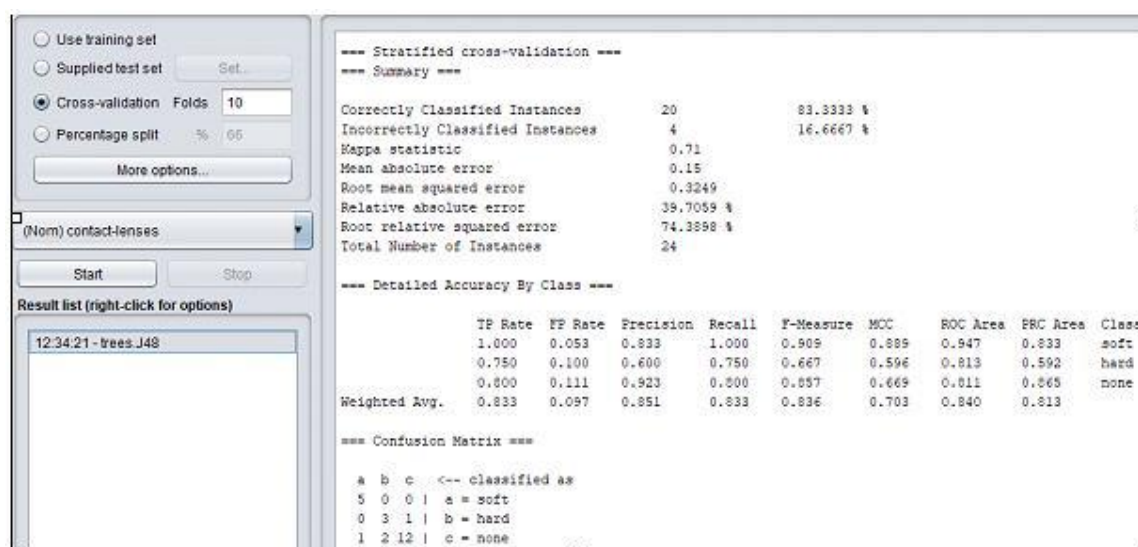 Use training set
Supplied test set Set...
Cross-validation Folds 10
Percentage split % 66
More options...
(Nom) contact-lenses
Start Stop
Result list (right-click for options)
12:34:21 - trees.J48
=== Stratified cross-validation ===
=== Summary ===
Correctly Classified Instances 20 83.3333 %
Incorrectly Classified Instances 4 16.6667 %
Kappa statistic 0.71
Mean absolute error 0.15
Root mean squared error 0.3249
Relative absolute error 39.7059 %
Root relative squared error 74.3898 %
Total Number of Instances 24
=== Detailed Accuracy By Class ===
TP Rate FP Rate Precision Recall F-Measure MCC ROC Area PRC Area Class
1.000 0.053 0.833 1.000 0.909 0.889 0.947 0.833 soft
0.750 0.100 0.600 0.750 0.667 0.596 0.813 0.592 hard
0.800 0.111 0.923 0.800 0.857 0.669 0.811 0.865 none
Weighted Avg. 0.833 0.097 0.851 0.833 0.836 0.703 0.840 0.813
=== Confusion Matrix ===
a b c <-- classified as
5 0 0 | a = soft
0 3 1 | b = hard
1 2 12 | c = none